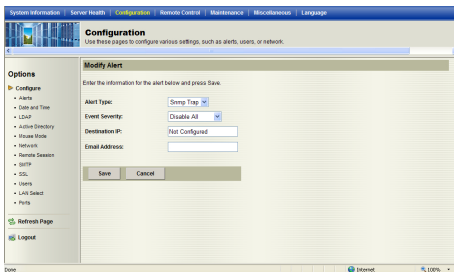 System Information | Server Health | Configuration | Remote Control | Maintenance | Miscellaneous | Language
Configuration
Use these pages to configure various settings, such as alerts, users, or network.
Options
Configure
Alerts
Date and Time
LDAP
Active Directory
Mouse Mode
Network
Remote Session
SMTP
SSL
Users
LAN Select
Ports
Refresh Page
Logout
Modify Alert
Enter the information for the alert below and press Save.
Alert Type: Snmp Trap
Event Severity: Disable All
Destination IP: Not Configured
Email Address:
Save Cancel
Done Internet 100%